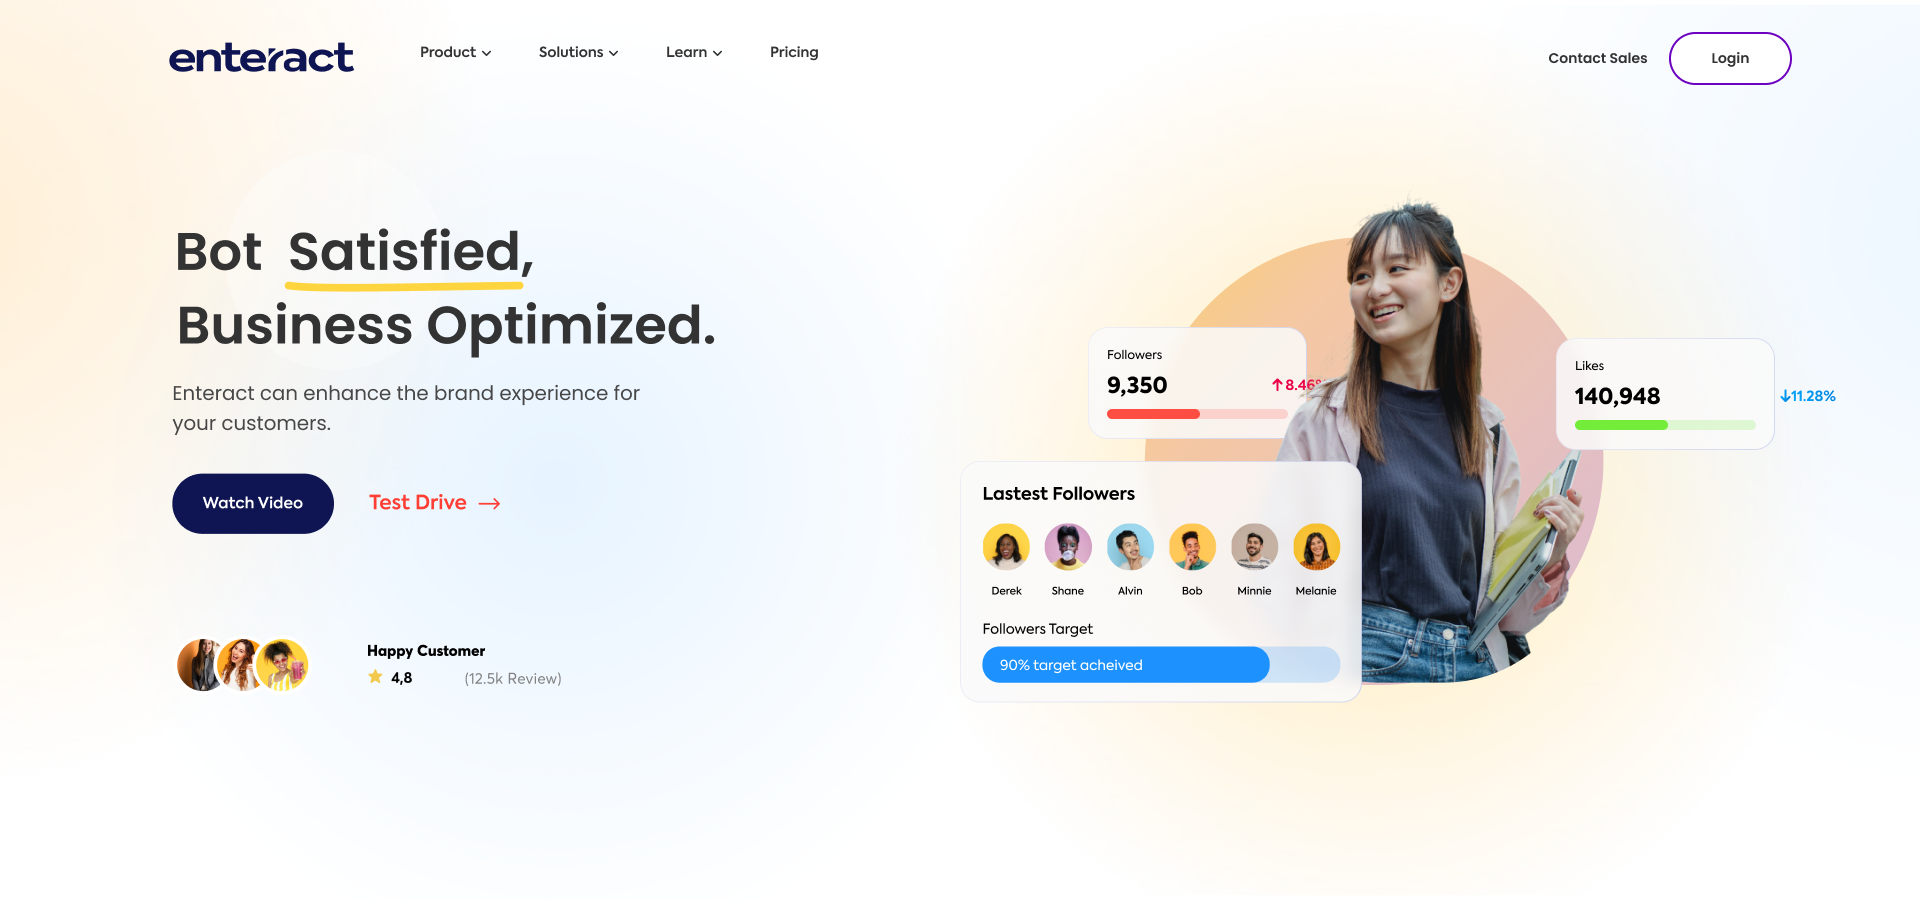 enteract
Product
Solutions
Learn
Pricing
Contact Sales
Login
Bot Satisfied,
Business Optimized.
Enteract can enhance the brand experience for
your customers.
Watch Video
Test Drive →
Happy Customer
4,8 (12.5k Review)
Followers
9,350 ↑8.46%
Likes
140,948 ↓11.28%
Lastest Followers
Derek Shane Alvin Bob Minnie Melanie
Followers Target
90% target acheived